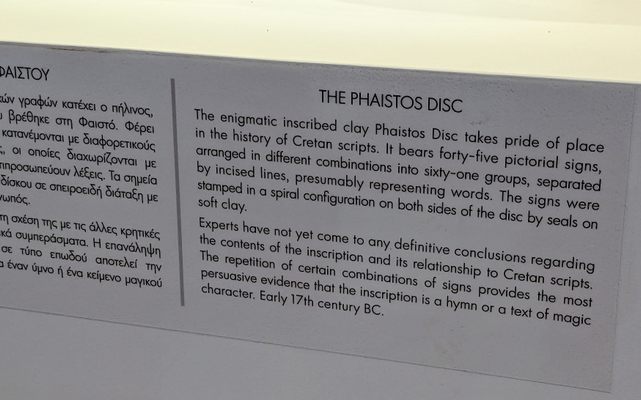 ΦΑΙΣΤΟΥ
γραφών κατέχει ο πήλινος,
βρέθηκε στη Φαιστό. Φέρει
κατανέμονται με διαφορετικούς
οι οποίες διαχωρίζονται με
λέξεις. Τα σημεία
δίσκου σε σπειροειδή διάταξη με
τη σχέση της με τις άλλες κρητικές
συμπεράσματα. Η επανάληψη
σε τύπο επωδού αποτελεί την
έναν ύμνο ή ένα κείμενο μαγικού
THE PHAISTOS DISC
The enigmatic inscribed clay Phaistos Disc takes pride of place
in the history of Cretan scripts. It bears forty-five pictorial signs,
arranged in different combinations into sixty-one groups, separated
by incised lines, presumably representing words. The signs were
stamped in a spiral configuration on both sides of the disc by seals on
soft clay.
Experts have not yet come to any definitive conclusions regarding
the contents of the inscription and its relationship to Cretan scripts.
The repetition of certain combinations of signs provides the most
persuasive evidence that the inscription is a hymn or a text of magic
character. Early 17th century BC.